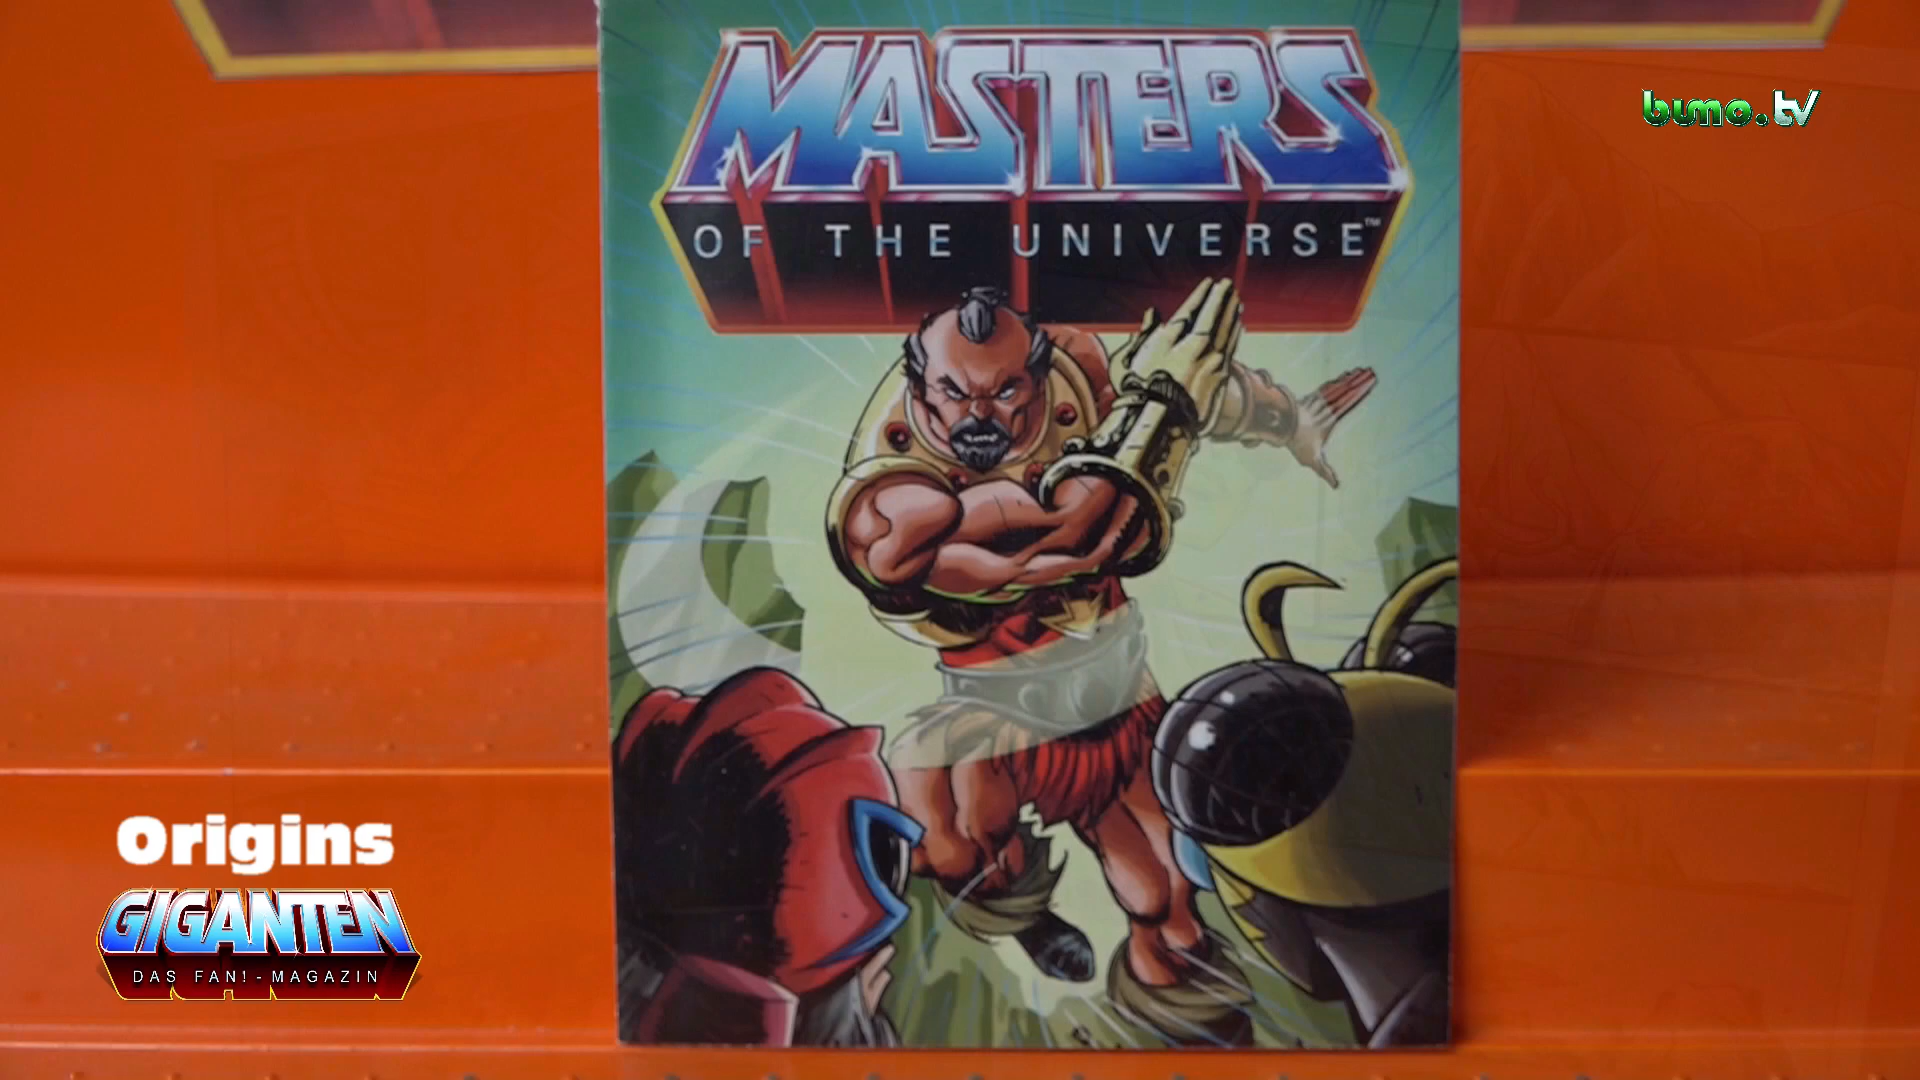 MASTERS
OF THE UNIVERSE™
bumo.tv
Origins
GIGANTEN
DAS FAN!-MAGAZIN